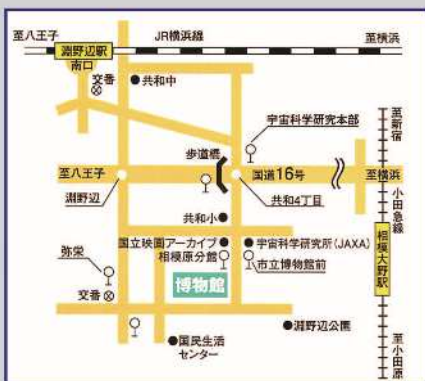 至八王子
JR横浜線
至横浜
淵野辺駅
南口
交番
共和中
宇宙科学研究本部
至新宿
歩道橋
至八王子
国道16号
至横浜
淵野辺
共和4丁目
小田急線
相模大野駅
共和小
国立映画アーカイブ
相模原分館
宇宙科学研究所(JAXA)
市立博物館前
弥栄
博物館
交番
淵野辺公園
国民生活
センター
至小田原